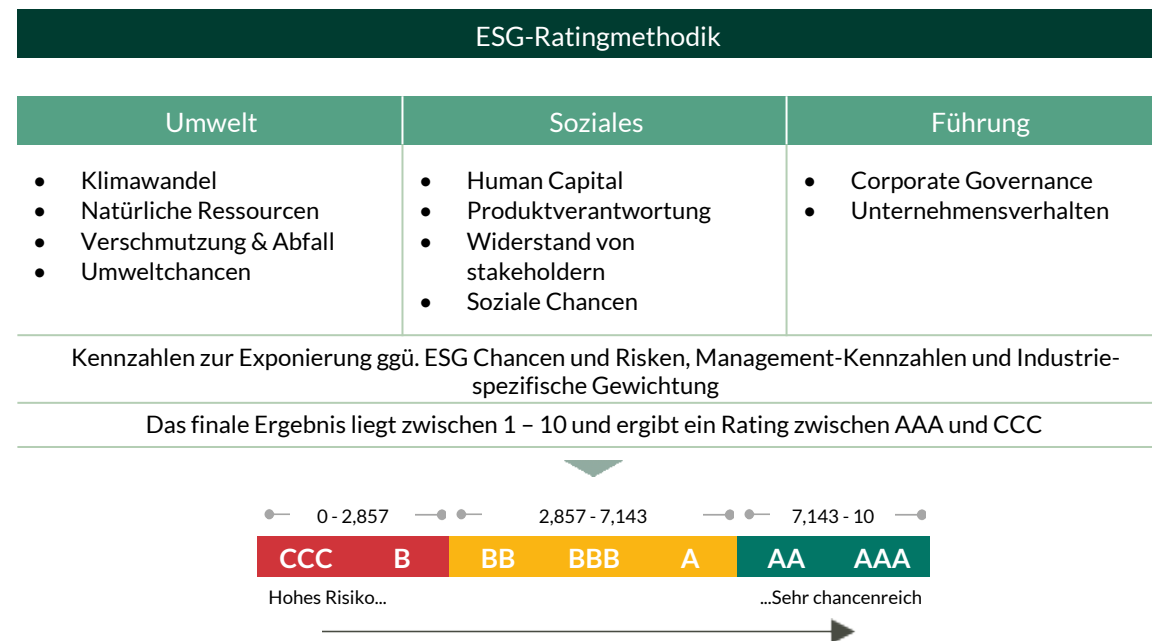 ESG-Ratingmethodik
Umwelt
Soziales
Führung
• Klimawandel
• Natürliche Ressourcen
• Verschmutzung & Abfall
• Umweltchancen
• Human Capital
• Produktverantwortung
• Widerstand von
stakeholdern
• Soziale Chancen
• Corporate Governance
• Unternehmensverhalten
Kennzahlen zur Exponierung ggü. ESG Chancen und Risken, Management-Kennzahlen und Industrie-
spezifische Gewichtung
Das finale Ergebnis liegt zwischen 1 – 10 und ergibt ein Rating zwischen AAA und CCC
0 - 2,857
2,857 - 7,143
7,143 - 10
CCC B BB BBB A AA AAA
Hohes Risiko...
...Sehr chancenreich